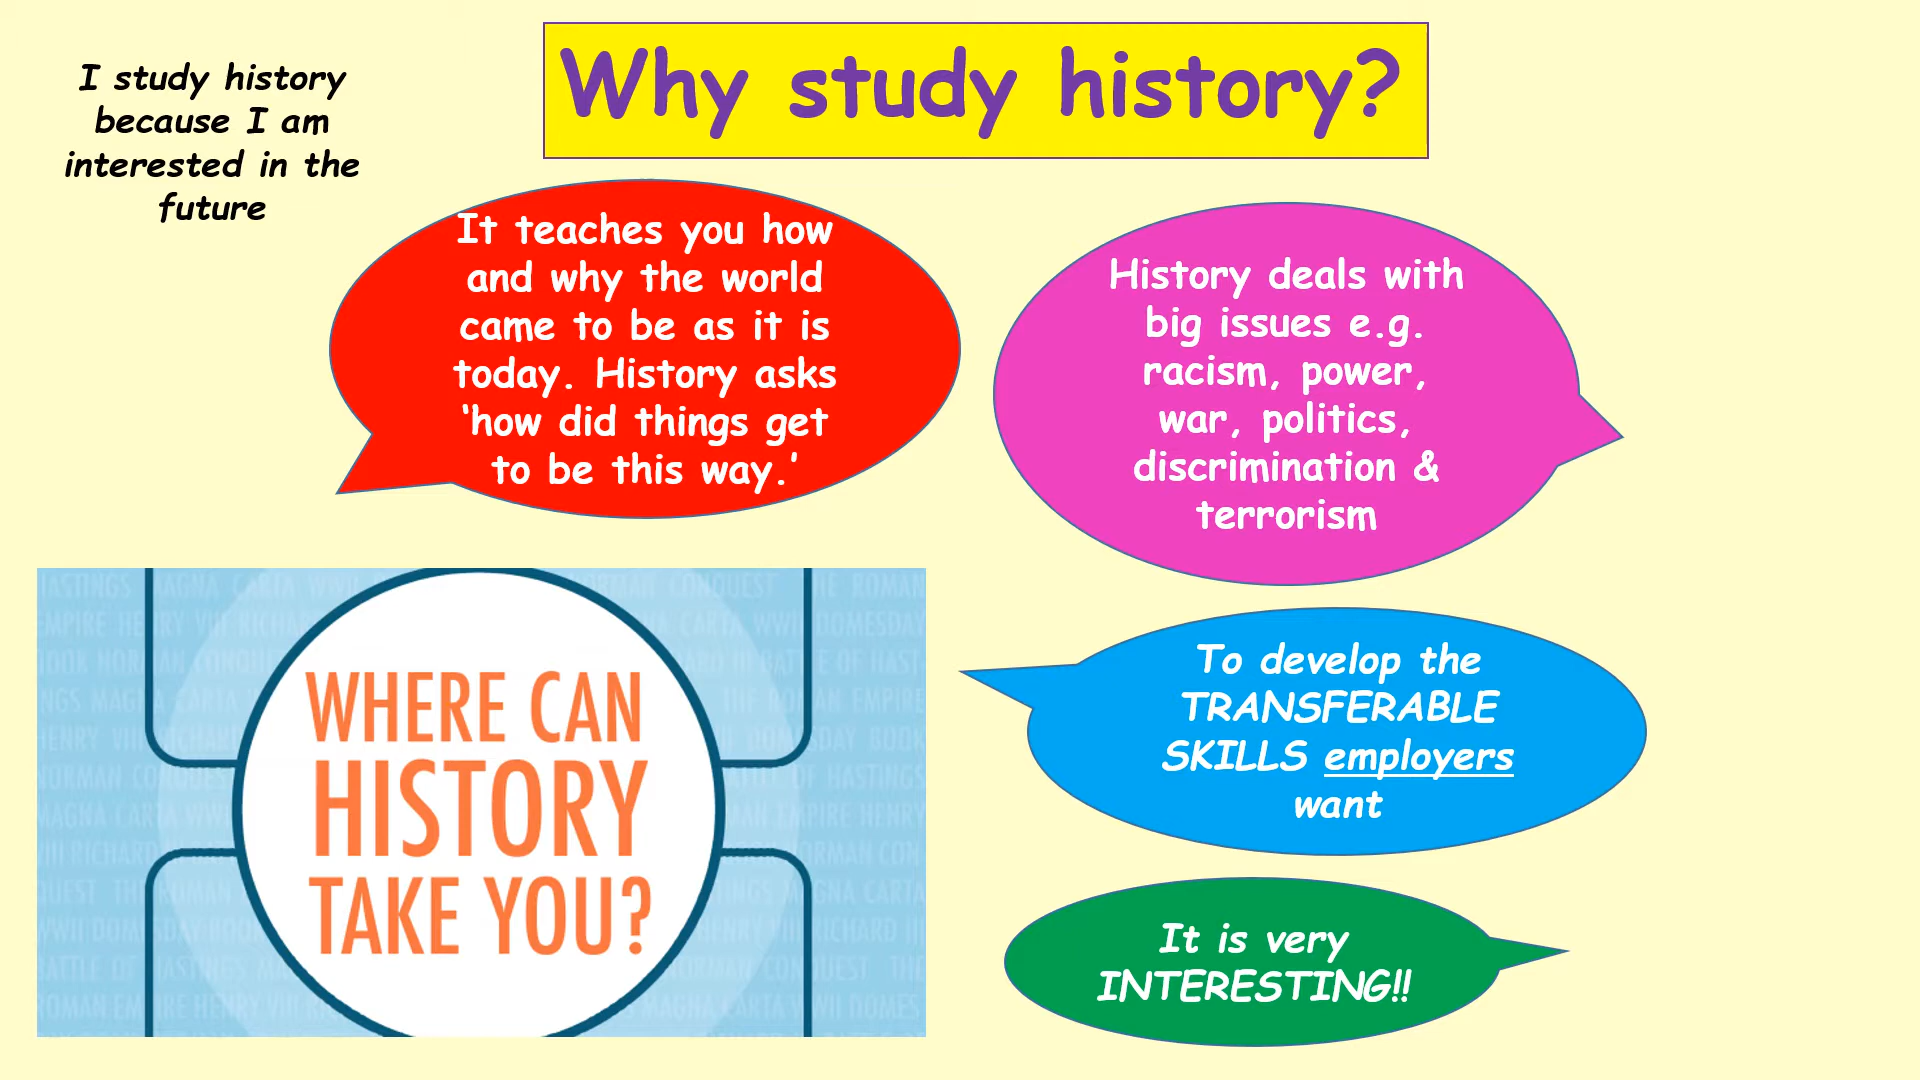 Why study history?
I study history
because I am
interested in the
future
It teaches you how
and why the world
came to be as it is
today. History asks
‘how did things get
to be this way.’
History deals with
big issues e.g.
racism, power,
war, politics,
discrimination &
terrorism
WHERE CAN
HISTORY
TAKE YOU?
To develop the
TRANSFERABLE
SKILLS employers
want
It is very
INTERESTING!!